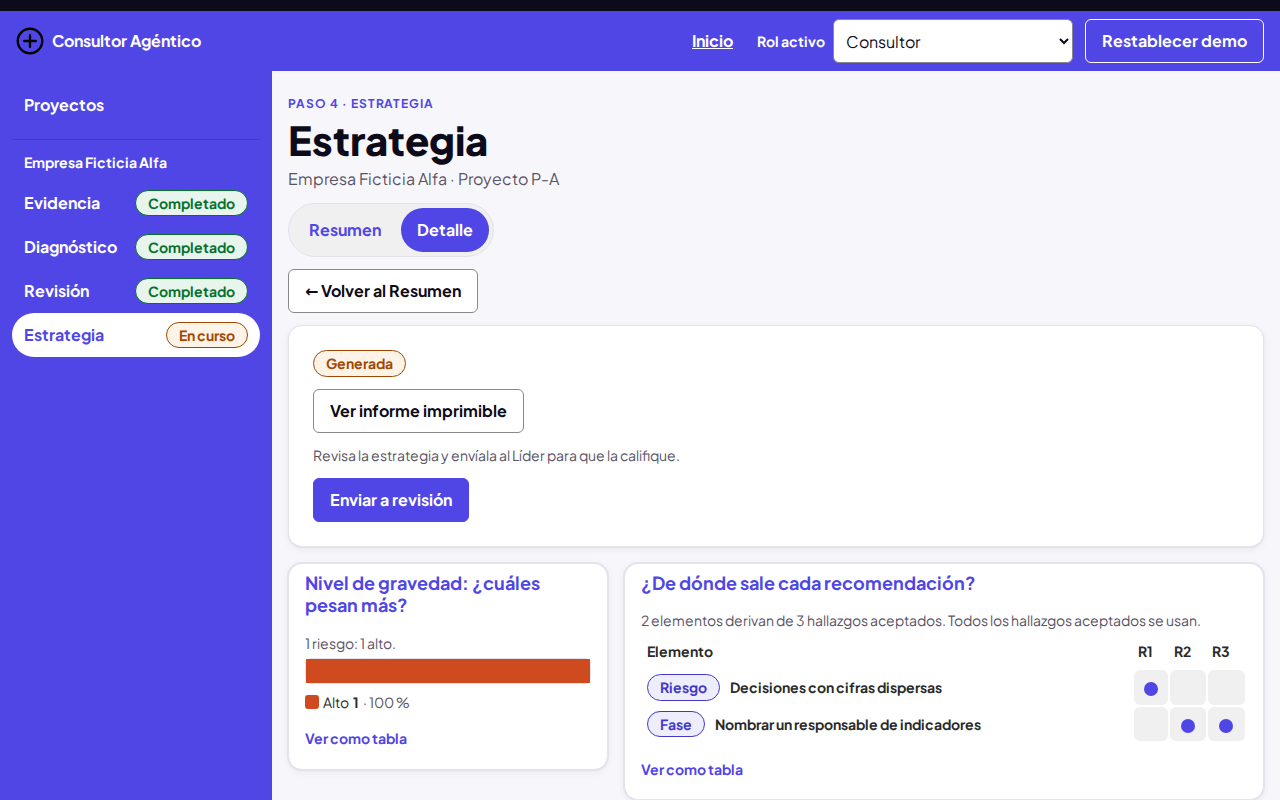 Consultor Agéntico
Inicio
Rol activo
Consultor
Restablecer demo
Proyectos
Empresa Ficticia Alfa
Evidencia Completado
Diagnóstico Completado
Revisión Completado
Estrategia En curso
PASO 4 · ESTRATEGIA
Estrategia
Empresa Ficticia Alfa · Proyecto P-A
Resumen Detalle
← Volver al Resumen
Generada
Ver informe imprimible
Revisa la estrategia y envíala al Líder para que la califique.
Enviar a revisión
Nivel de gravedad: ¿cuáles
pesan más?
1 riesgo: 1 alto.
Alto 1 · 100 %
Ver como tabla
¿De dónde sale cada recomendación?
2 elementos derivan de 3 hallazgos aceptados. Todos los hallazgos aceptados se usan.
Elemento R1 R2 R3
Riesgo Decisiones con cifras dispersas
Fase Nombrar un responsable de indicadores
Ver como tabla